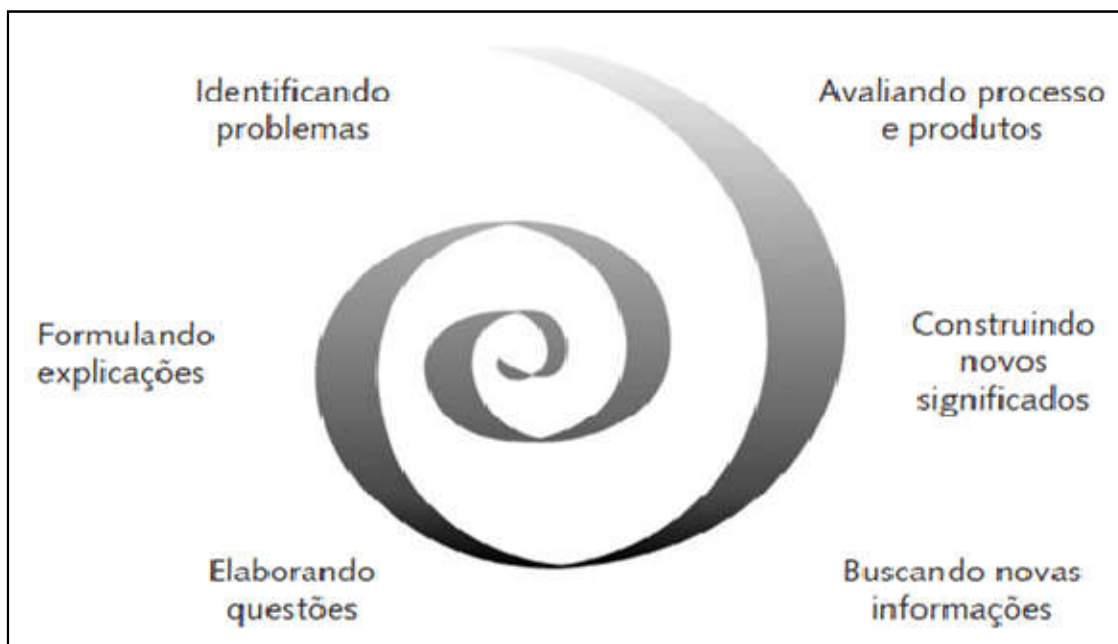 Identificando
problemas
Avaliando processo
e produtos
Formulando
explicações
Construindo
novos
significados
Elaborando
questões
Buscando novas
informações